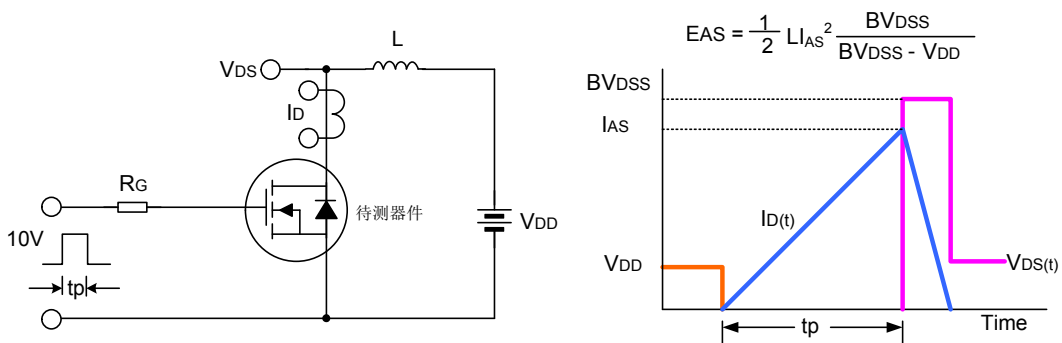 VDS
L
ID
RG
10V
tp
待测器件
VDD
EAS = 1/2 LIAS² BVDSS / BVDSS - VDD
BVDSS
IAS
ID(t)
VDD
VDS(t)
tp
Time